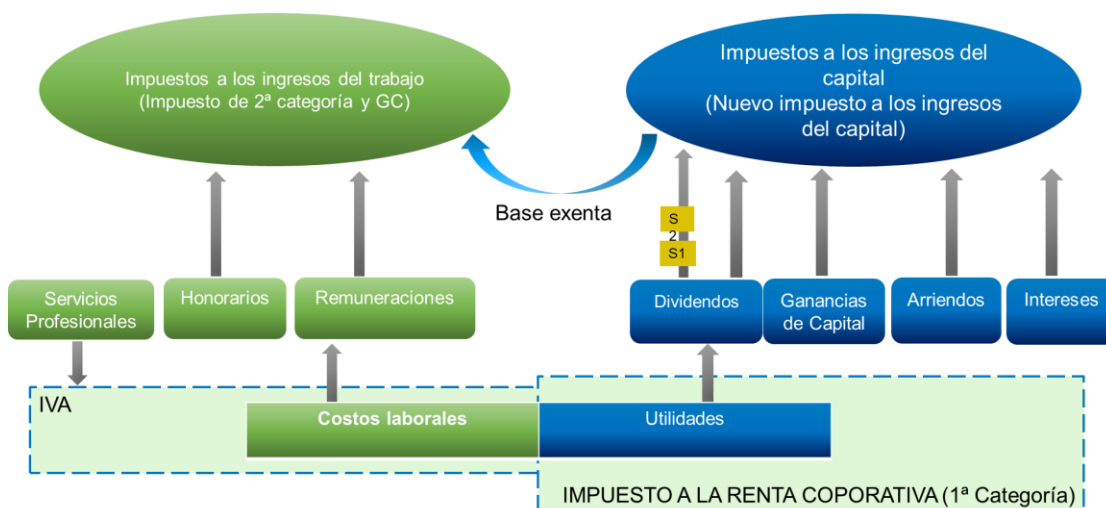 Impuestos a los ingresos del trabajo
(Impuesto de 2ª categoría y GC)
Impuestos a los ingresos del
capital
(Nuevo impuesto a los ingresos
del capital)
Base exenta
S
2
S1
Servicios
Profesionales
Honorarios
Remuneraciones
Dividendos
Ganancias
de Capital
Arriendos
Intereses
IVA
Costos laborales
Utilidades
IMPUESTO A LA RENTA COPORATIVA (1ª Categoría)